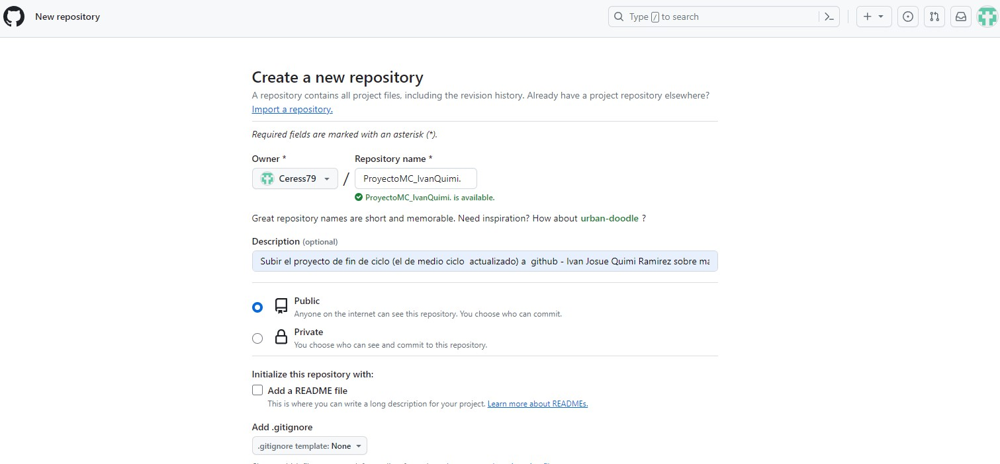 New repository
Type / to search
Create a new repository
A repository contains all project files, including the revision history. Already have a project repository elsewhere?
Import a repository.
Required fields are marked with an asterisk (*).
Owner * Repository name *
Ceress79 / ProyectoMC_IvanQuimi.
ProyectoMC_IvanQuimi. is available.
Great repository names are short and memorable. Need inspiration? How about urban-doodle ?
Description (optional)
Subir el proyecto de fin de ciclo (el de medio ciclo  actualizado) a  github - Ivan Josue Quimi Ramirez sobre ma
Public
Anyone on the internet can see this repository. You choose who can commit.
Private
You choose who can see and commit to this repository.
Initialize this repository with:
Add a README file
This is where you can write a long description for your project. Learn more about READMEs.
Add .gitignore
.gitignore template: None